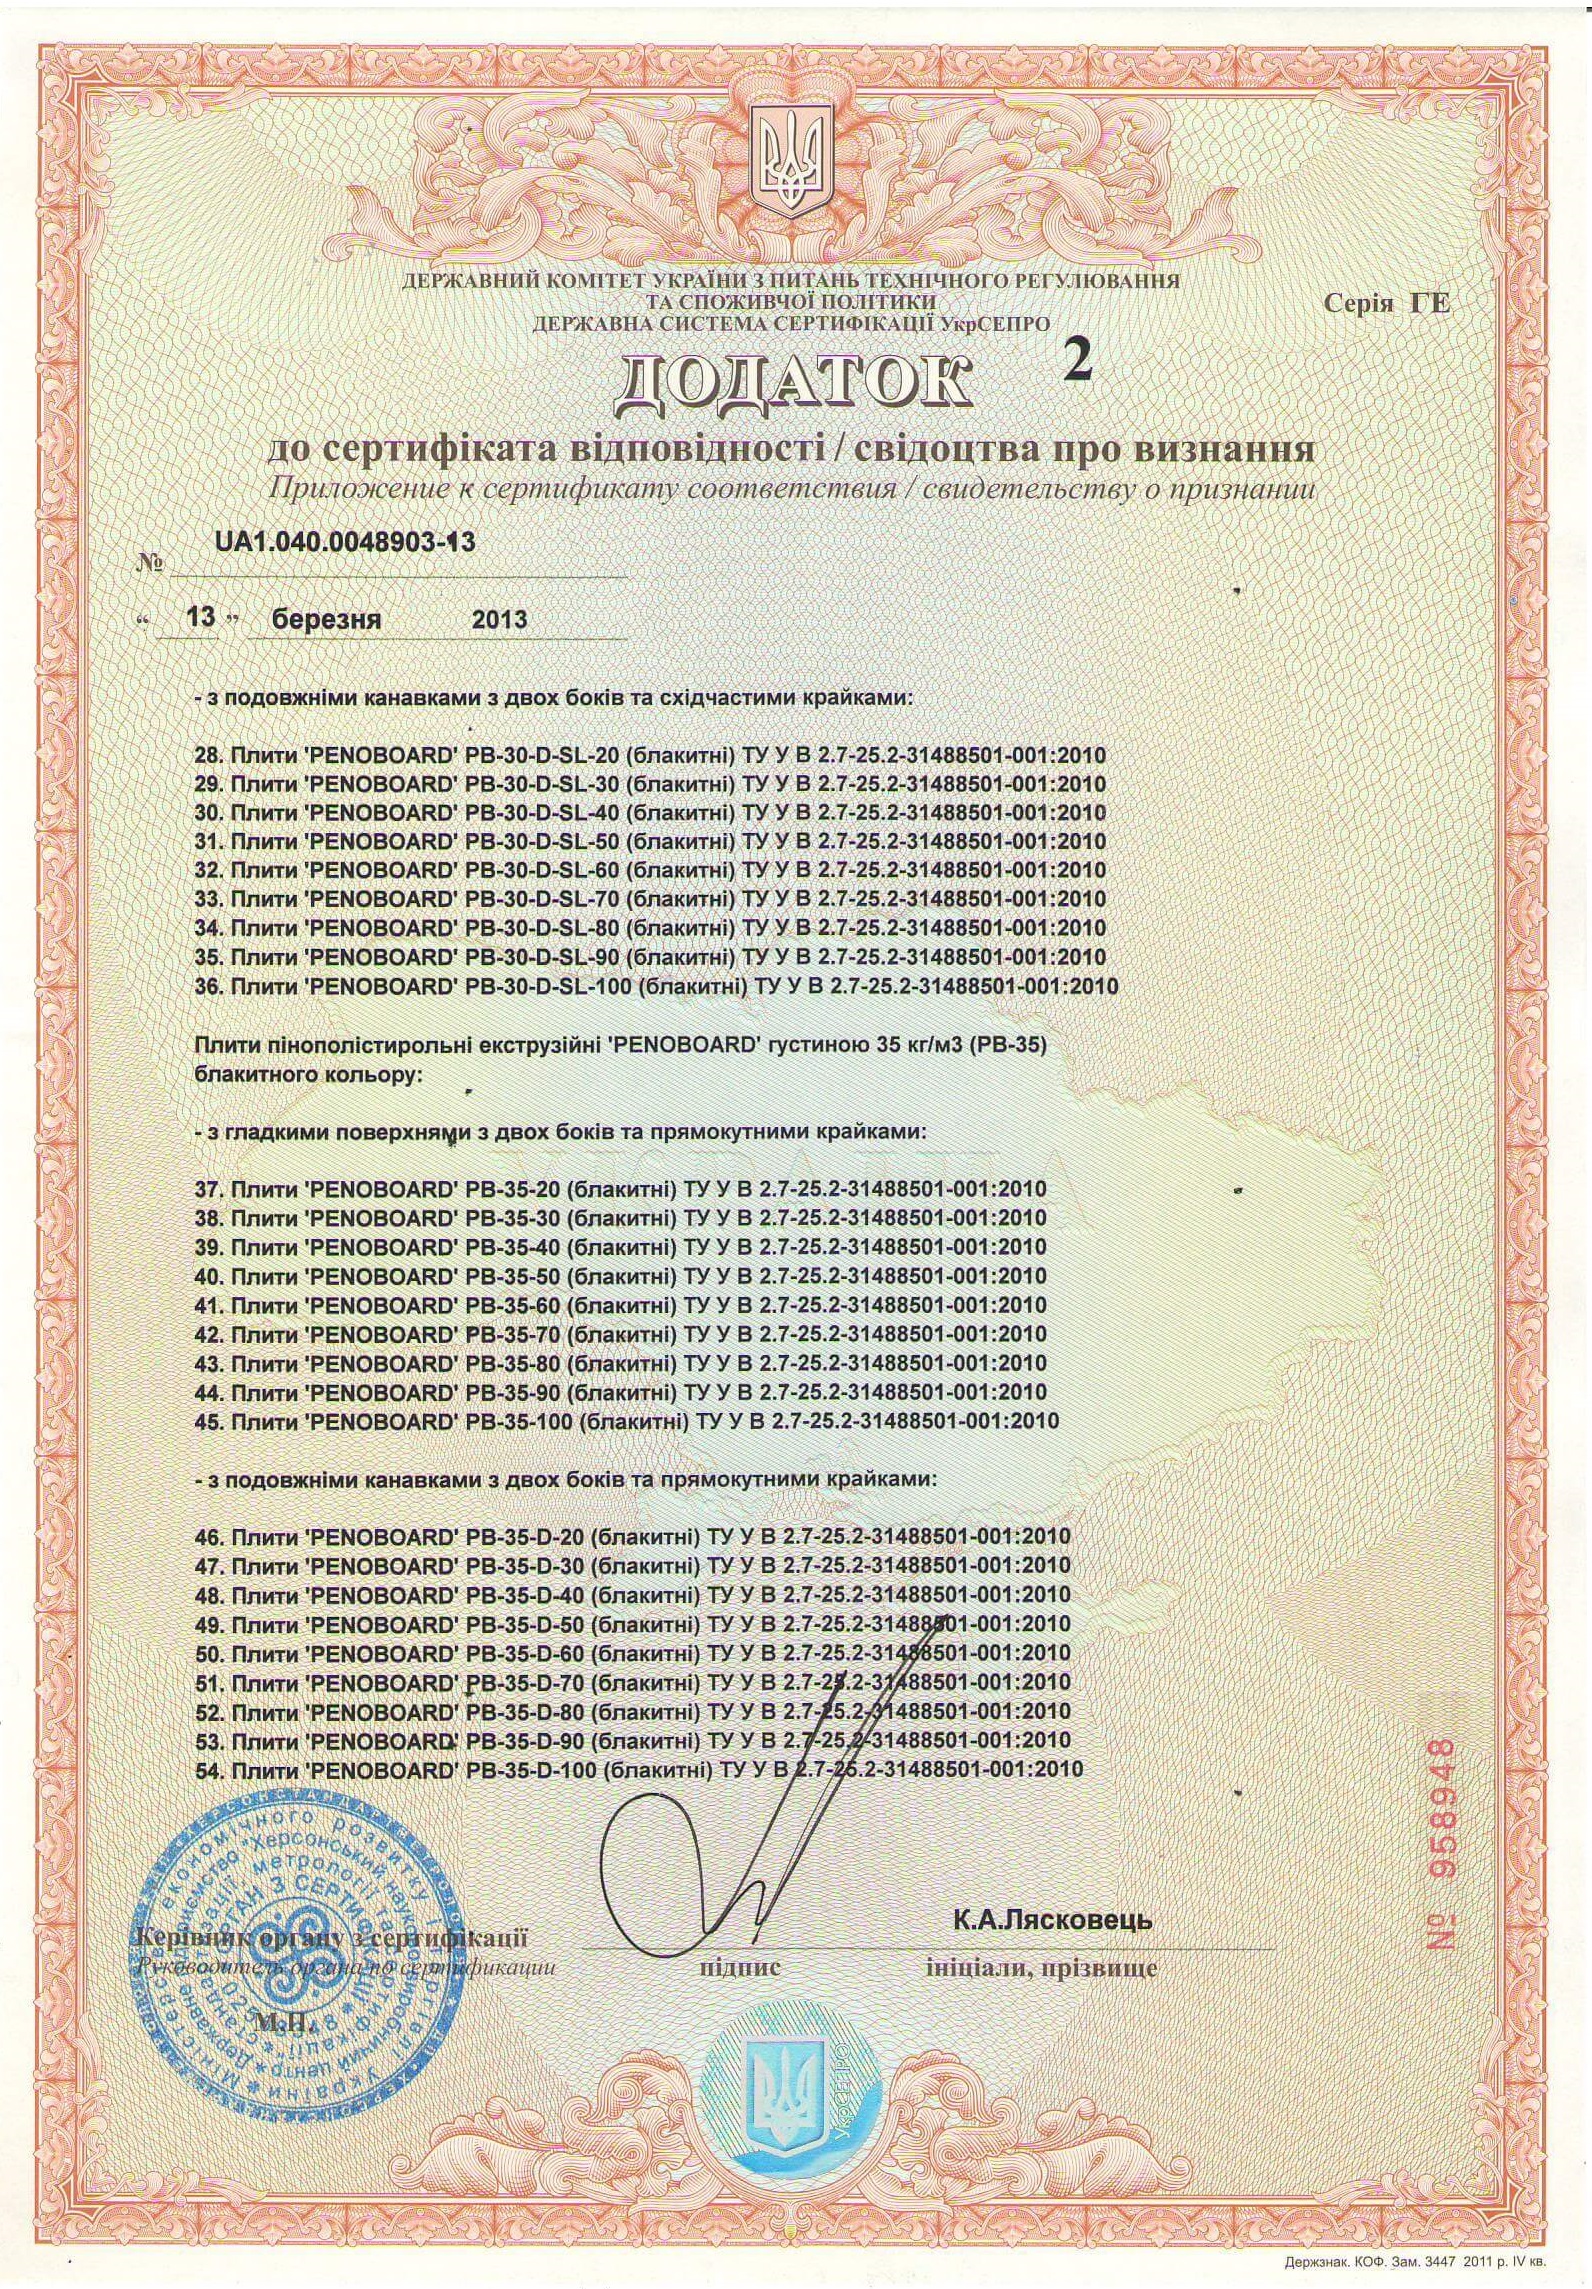 ДЕРЖАВНИЙ КОМІТЕТ УКРАЇНИ З ПИТАНЬ ТЕХНІЧНОГО РЕГУЛЮВАННЯ
ТА СПОЖИВЧОЇ ПОЛІТИКИ
ДЕРЖАВНА СИСТЕМА СЕРТИФІКАЦІЇ УкрСЕПРО
Серія ГЕ
ДОДАТОК 2
до сертифіката відповідності / свідоцтва про визнання
Приложение к сертификату соответствия / свидетельству о признании
№ UA1.040.0048903-13
“ 13 ” березня 2013
- з подовжніми канавками з двох боків та східчастими крайками:
28. Плити 'PENOBOARD' PB-30-D-SL-20 (блакитні) ТУ У В 2.7-25.2-31488501-001:2010
29. Плити 'PENOBOARD' PB-30-D-SL-30 (блакитні) ТУ У В 2.7-25.2-31488501-001:2010
30. Плити 'PENOBOARD' PB-30-D-SL-40 (блакитні) ТУ У В 2.7-25.2-31488501-001:2010
31. Плити 'PENOBOARD' PB-30-D-SL-50 (блакитні) ТУ У В 2.7-25.2-31488501-001:2010
32. Плити 'PENOBOARD' PB-30-D-SL-60 (блакитні) ТУ У В 2.7-25.2-31488501-001:2010
33. Плити 'PENOBOARD' PB-30-D-SL-70 (блакитні) ТУ У В 2.7-25.2-31488501-001:2010
34. Плити 'PENOBOARD' PB-30-D-SL-80 (блакитні) ТУ У В 2.7-25.2-31488501-001:2010
35. Плити 'PENOBOARD' PB-30-D-SL-90 (блакитні) ТУ У В 2.7-25.2-31488501-001:2010
36. Плити 'PENOBOARD' PB-30-D-SL-100 (блакитні) ТУ У В 2.7-25.2-31488501-001:2010
Плити пінополістирольні екструзійні 'PENOBOARD' густиною 35 кг/м3 (PB-35)
блакитного кольору:
- з гладкими поверхнями з двох боків та прямокутними крайками:
37. Плити 'PENOBOARD' PB-35-20 (блакитні) ТУ У В 2.7-25.2-31488501-001:2010
38. Плити 'PENOBOARD' PB-35-30 (блакитні) ТУ У В 2.7-25.2-31488501-001:2010
39. Плити 'PENOBOARD' PB-35-40 (блакитні) ТУ У В 2.7-25.2-31488501-001:2010
40. Плити 'PENOBOARD' PB-35-50 (блакитні) ТУ У В 2.7-25.2-31488501-001:2010
41. Плити 'PENOBOARD' PB-35-60 (блакитні) ТУ У В 2.7-25.2-31488501-001:2010
42. Плити 'PENOBOARD' PB-35-70 (блакитні) ТУ У В 2.7-25.2-31488501-001:2010
43. Плити 'PENOBOARD' PB-35-80 (блакитні) ТУ У В 2.7-25.2-31488501-001:2010
44. Плити 'PENOBOARD' PB-35-90 (блакитні) ТУ У В 2.7-25.2-31488501-001:2010
45. Плити 'PENOBOARD' PB-35-100 (блакитні) ТУ У В 2.7-25.2-31488501-001:2010
- з подовжніми канавками з двох боків та прямокутними крайками:
46. Плити 'PENOBOARD' PB-35-D-20 (блакитні) ТУ У В 2.7-25.2-31488501-001:2010
47. Плити 'PENOBOARD' PB-35-D-30 (блакитні) ТУ У В 2.7-25.2-31488501-001:2010
48. Плити 'PENOBOARD' PB-35-D-40 (блакитні) ТУ У В 2.7-25.2-31488501-001:2010
49. Плити 'PENOBOARD' PB-35-D-50 (блакитні) ТУ У В 2.7-25.2-31488501-001:2010
50. Плити 'PENOBOARD' PB-35-D-60 (блакитні) ТУ У В 2.7-25.2-31488501-001:2010
51. Плити 'PENOBOARD' PB-35-D-70 (блакитні) ТУ У В 2.7-25.2-31488501-001:2010
52. Плити 'PENOBOARD' PB-35-D-80 (блакитні) ТУ У В 2.7-25.2-31488501-001:2010
53. Плити 'PENOBOARD' PB-35-D-90 (блакитні) ТУ У В 2.7-25.2-31488501-001:2010
54. Плити 'PENOBOARD' PB-35-D-100 (блакитні) ТУ У В 2.7-25.2-31488501-001:2010
№ 958948
К.А.Лясковець
Керівник органу з сертифікації
Руководитель органа по сертификации
підпис
ініціали, прізвище
М.П.
ОРГАН З СЕРТИФІКАЦІЇ
УкрСЕПРО
Держзнак. КОФ. Зам. 3447 2011 р. IV кв.